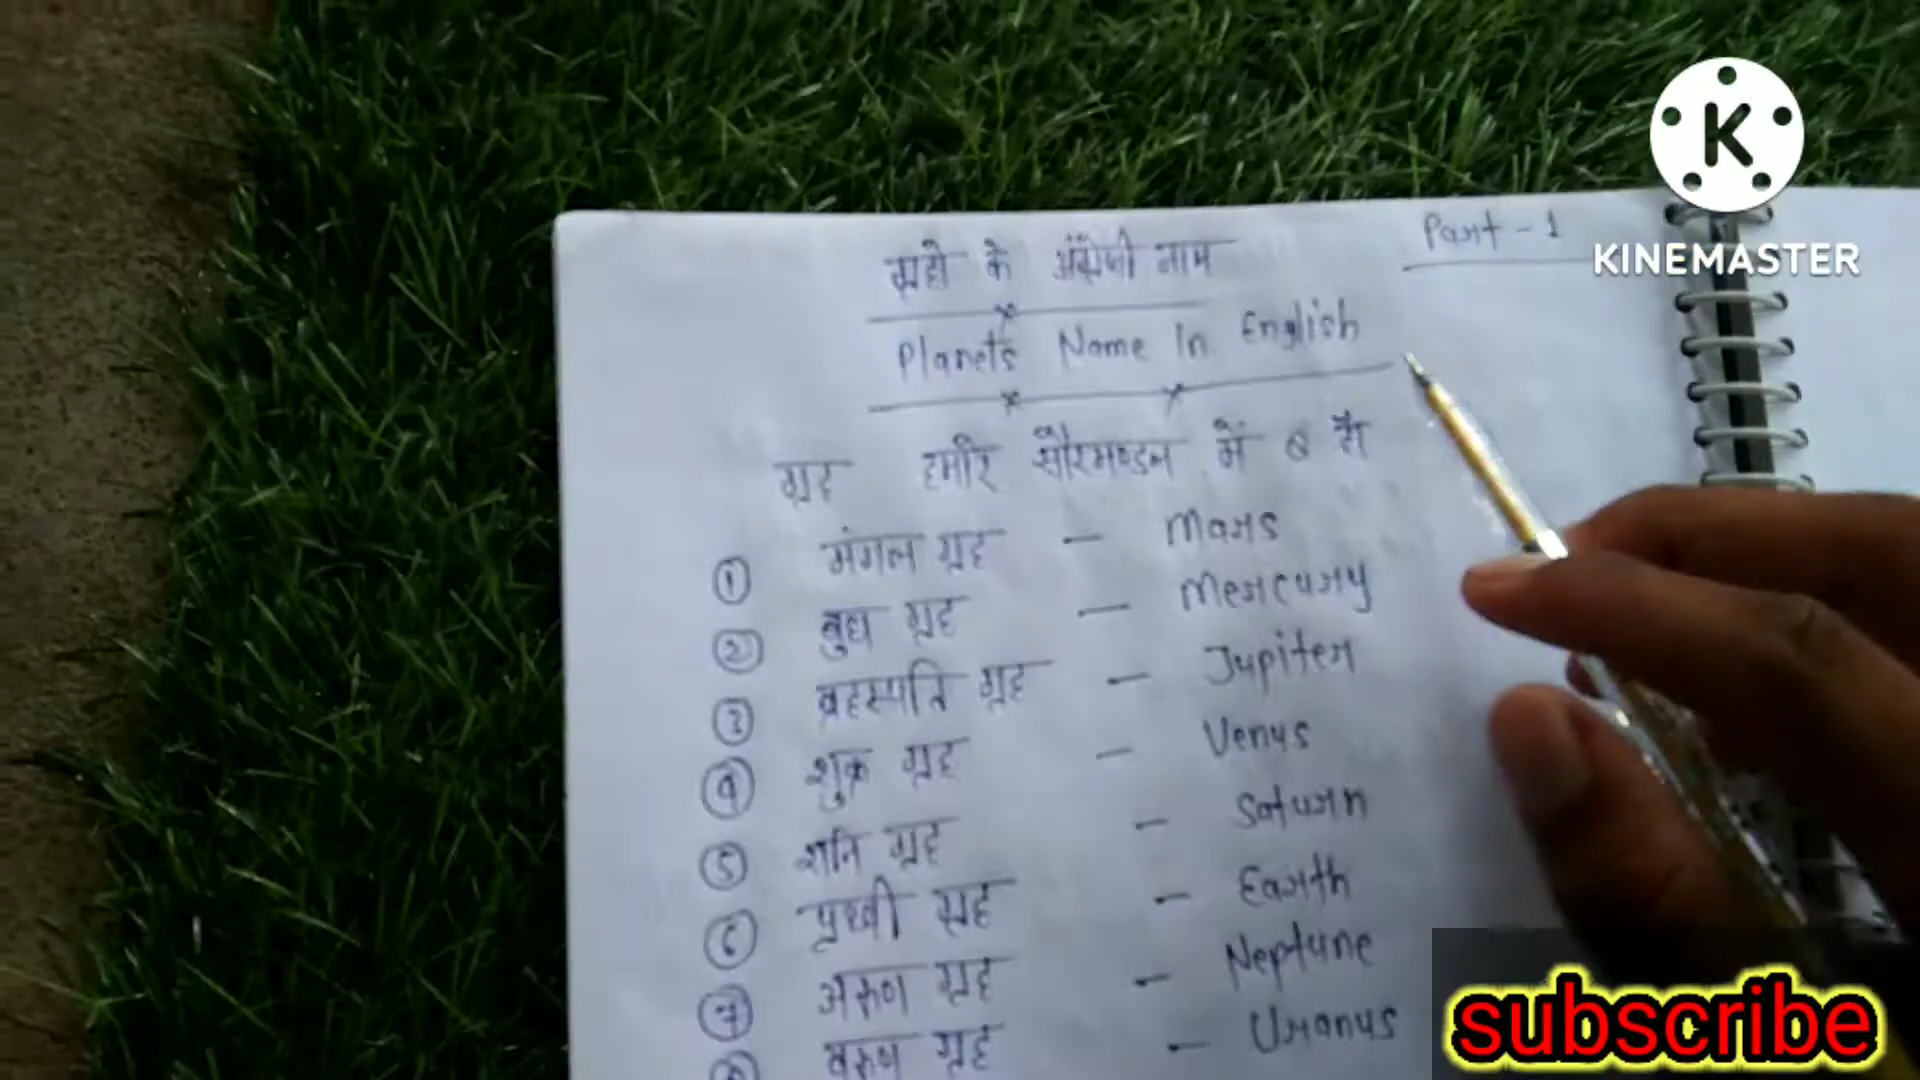 ग्रहो के अंग्रेजी नाम
Part - 1
KINEMASTER
Planets Name In English
ग्रह हमारे सौरमण्डल में 8 है
① मंगल ग्रह — Mars
② बुध ग्रह — Mercury
③ ब्रहस्पति ग्रह — Jupiter
④ शुक्र ग्रह — Venus
⑤ शनि ग्रह — Saturn
⑥ पृथ्वी ग्रह — Earth
⑦ अरुण ग्रह — Neptune
वरुण ग्रह — Uranus
subscribe